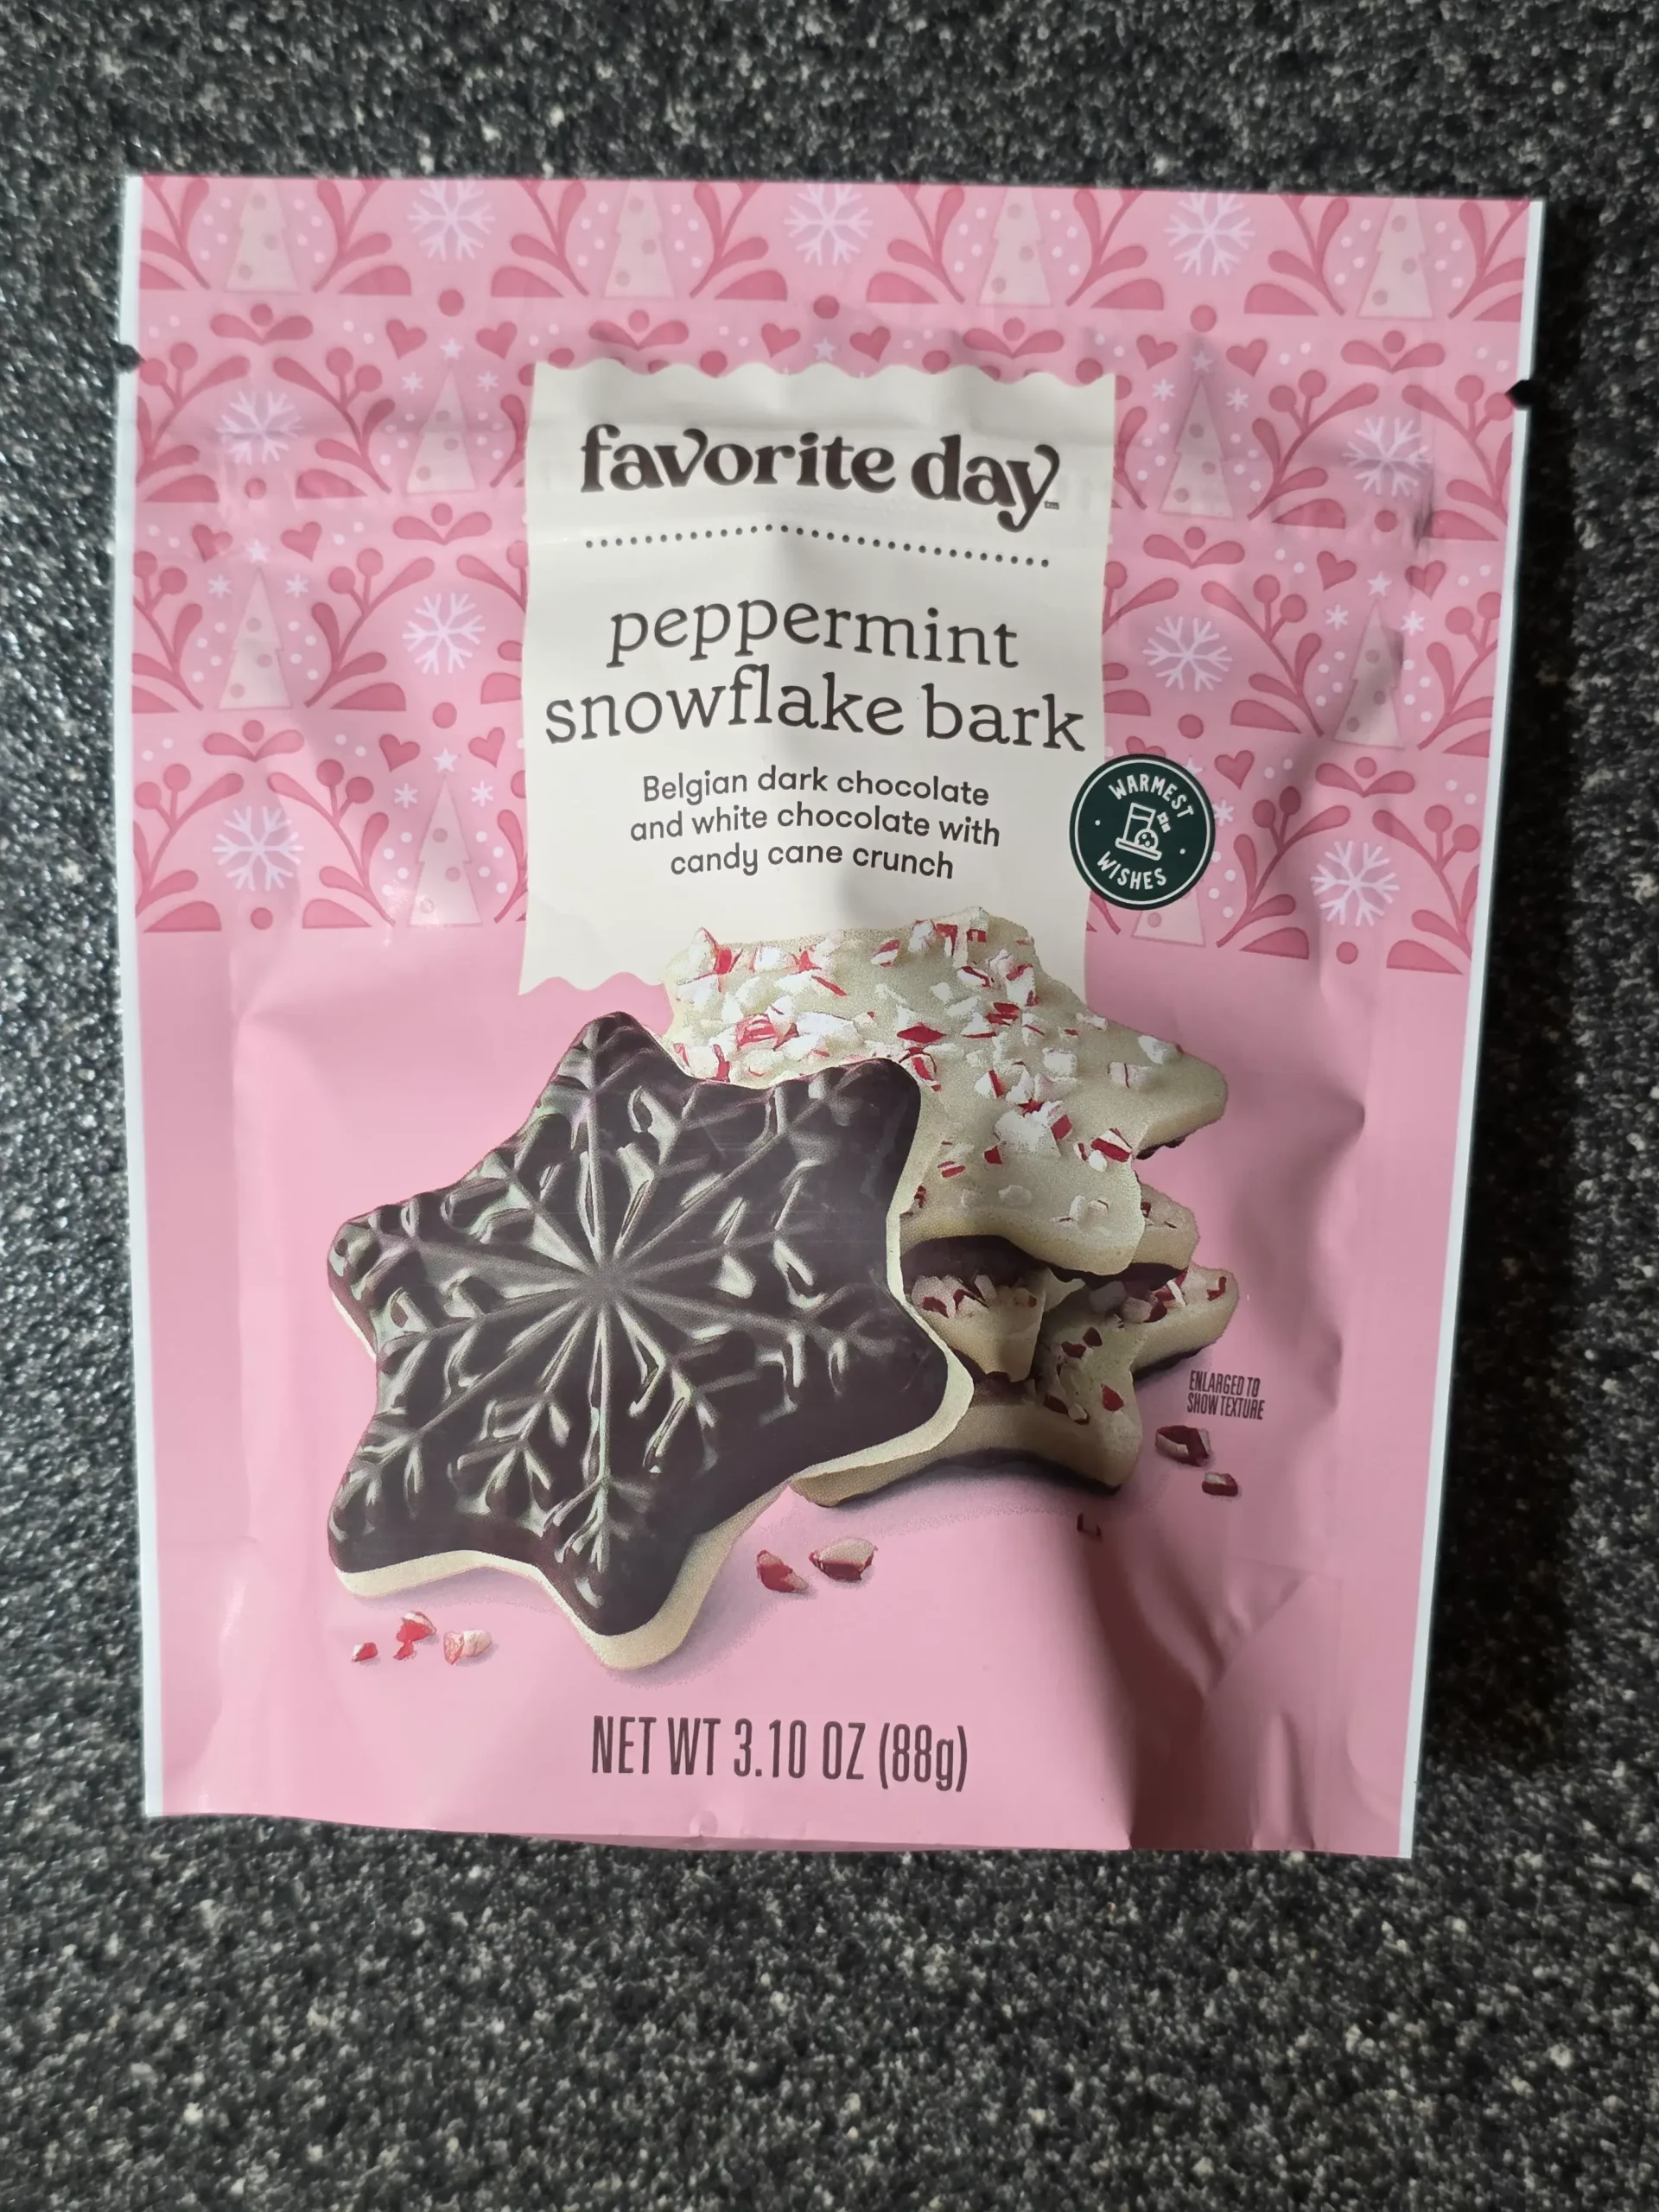 favorite day
peppermint
snowflake bark
Belgian dark chocolate
and white chocolate with
candy cane crunch
WARMEST
WISHES
ENLARGED TO
SHOW TEXTURE
NET WT 3.10 OZ (88g)